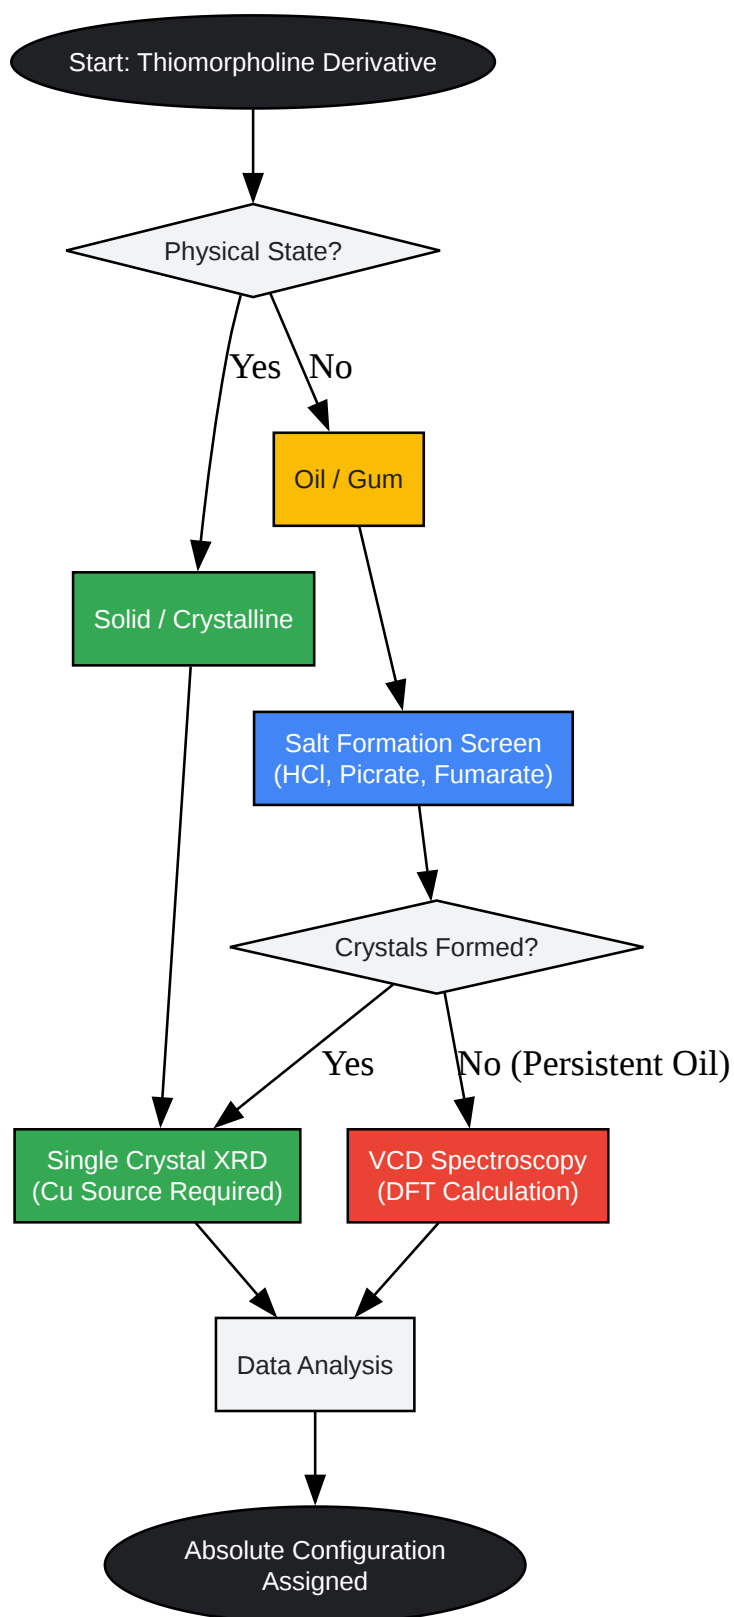 Start: Thiomorpholine Derivative
Physical State?
Yes
No
Oil / Gum
Solid / Crystalline
Salt Formation Screen
(HCl, Picrate, Fumarate)
Crystals Formed?
Yes
No (Persistent Oil)
Single Crystal XRD
(Cu Source Required)
VCD Spectroscopy
(DFT Calculation)
Data Analysis
Absolute Configuration
Assigned